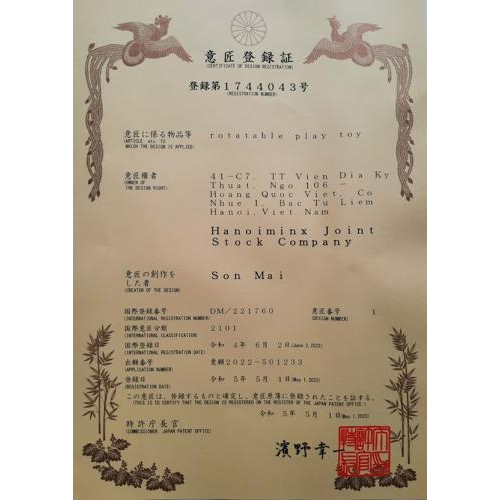 意匠登録証
(CERTIFICATE OF DESIGN REGISTRATION)
登録第1744043号
(REGISTRATION NUMBER)
意匠に係る物品等 rotatable play toy
(ARTICLE etc. TO
WHICH THE DESIGN IS APPLIED)
意匠権者 41-C7, TT Vien Dia Ky
(OWNER OF Thuat, Ngo 106 —
THE DESIGN RIGHT) Hoang Quoc Viet, Co
Nhue 1, Bac Tu Liem
Hanoi, Viet Nam
Hanoiminx Joint
Stock Company
意匠の創作を Son Mai
した者
(CREATOR OF THE DESIGN)
国際登録番号 DM/221760 意匠番号 1
(INTERNATIONAL REGISTRATION NUMBER) (DESIGN NUMBER)
国際意匠分類 2101
(INTERNATIONAL CLASSIFICATION)
国際登録日 令和 4年 6月 2日(June 2,2022)
(INTERNATIONAL REGISTRATION DATE)
出願番号 意願2022-501233
(APPLICATION NUMBER)
登録日 令和 5年 5月 1日(May 1,2023)
(REGISTRATION DATE)
この意匠は、登録するものと確定し、意匠原簿に登録されたことを証する。
(THIS IS TO CERTIFY THAT THE DESIGN IS REGISTERED ON THE REGISTER OF THE JAPAN PATENT OFFICE.)
令和 5年 5月 1日(May 1,2023)
特許庁長官
(COMMISSIONER, JAPAN PATENT OFFICE)
濱野幸一